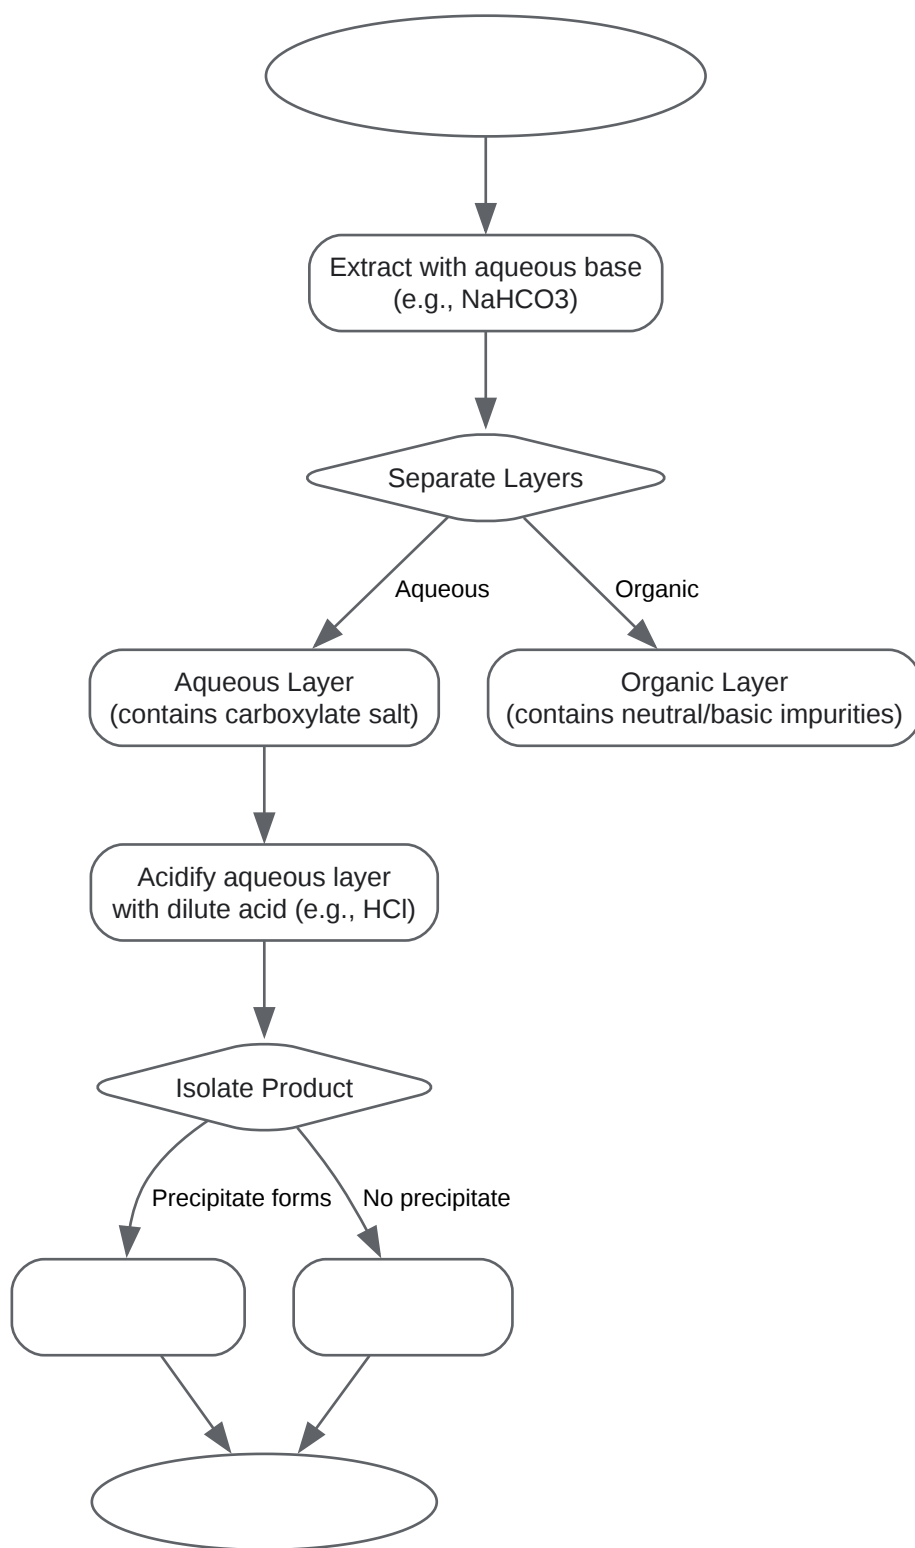 Extract with aqueous base
(e.g., NaHCO3)
Separate Layers
Aqueous
Organic
Aqueous Layer
(contains carboxylate salt)
Organic Layer
(contains neutral/basic impurities)
Acidify aqueous layer
with dilute acid (e.g., HCl)
Isolate Product
Precipitate forms
No precipitate